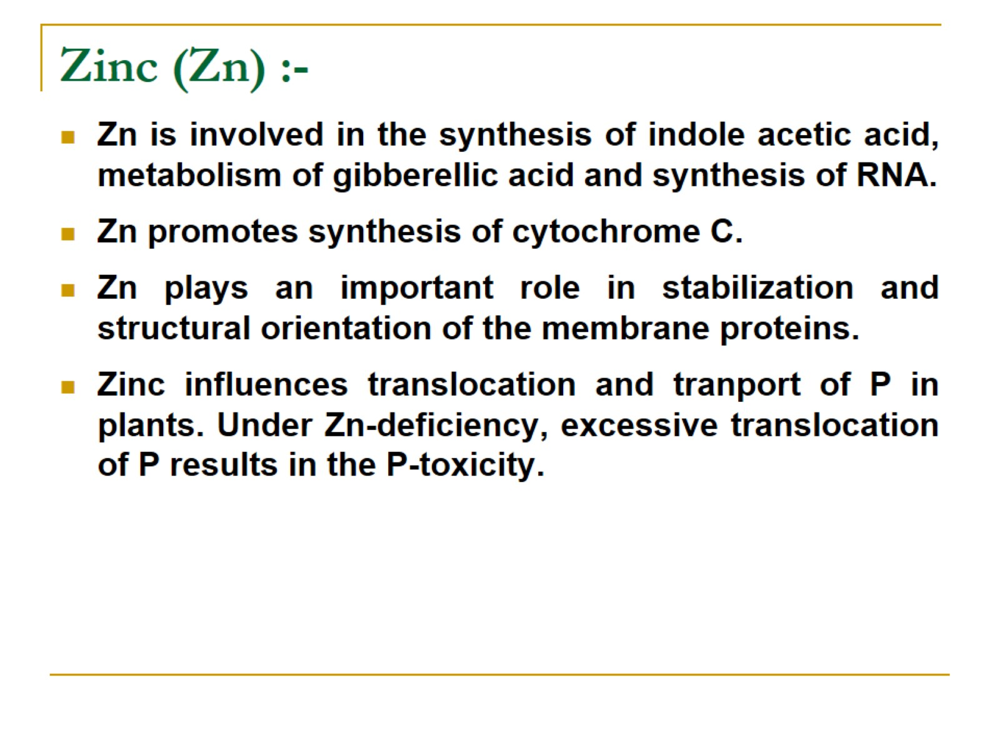 Zinc (Zn) :-
Zn is involved in the synthesis of indole acetic acid,
metabolism of gibberellic acid and synthesis of RNA.
Zn promotes synthesis of cytochrome C.
Zn plays an important role in stabilization and
structural orientation of the membrane proteins.
Zinc influences translocation and tranport of P in
plants. Under Zn-deficiency, excessive translocation
of P results in the P-toxicity.